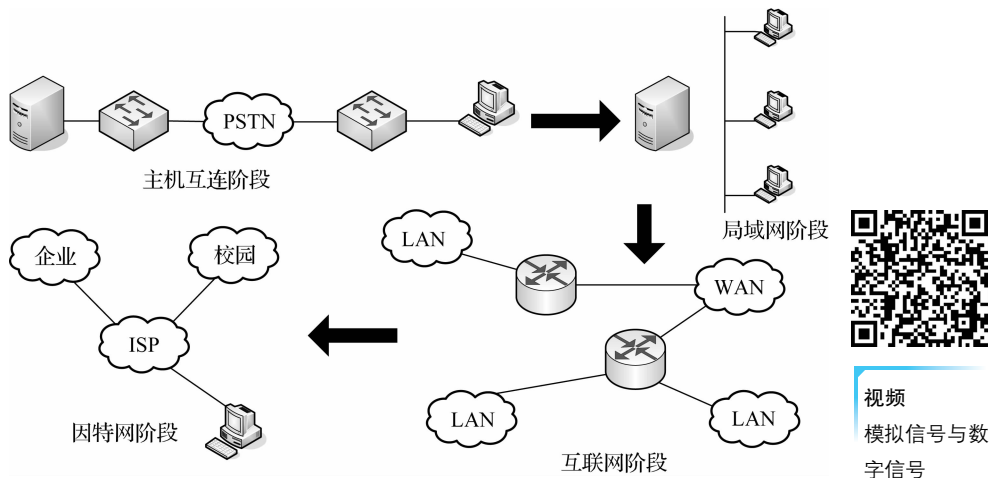 PSTN
主机互连阶段
局域网阶段
LAN
WAN
LAN
LAN
互联网阶段
企业
校园
ISP
因特网阶段
视频
模拟信号与数
字信号